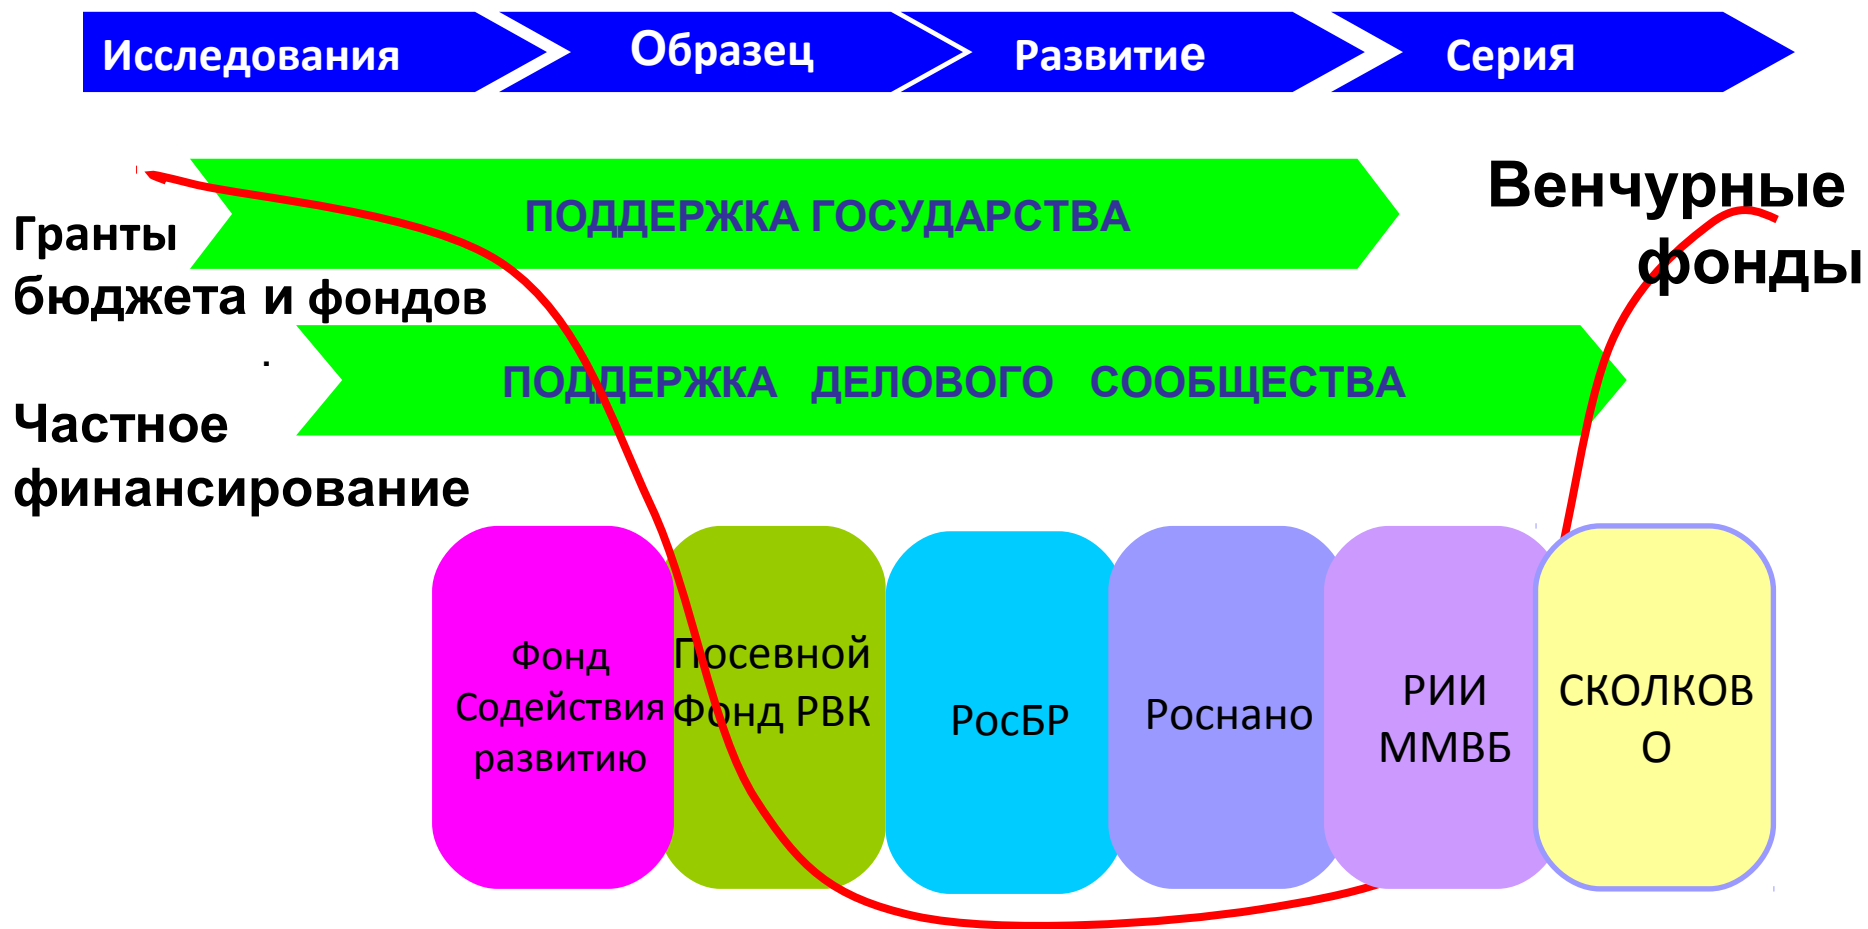 Исследования
Образец
Развитие
Серия
ПОДДЕРЖКА ГОСУДАРСТВА
Венчурные
фонды
Гранты
бюджета и фондов
.
ПОДДЕРЖКА ДЕЛОВОГО СООБЩЕСТВА
Частное
финансирование
Фонд
Содействия
развитию
Посевной
Фонд РВК
РосБР
Роснано
РИИ
ММВБ
СКОЛКОВ
О